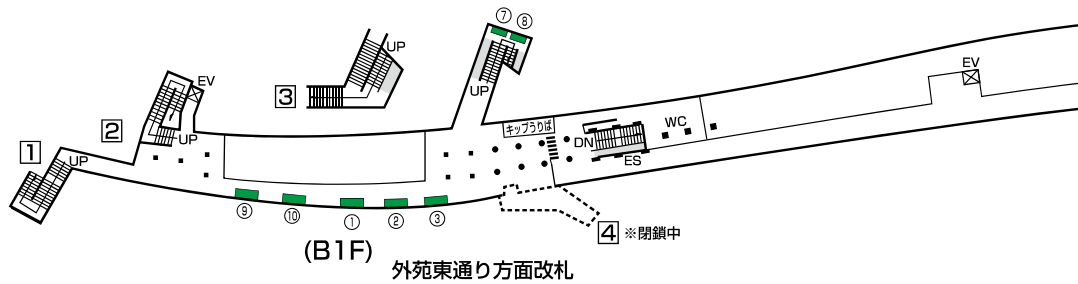 ⑦ ⑧
UP
EV
UP
3
EV
2
UP
キップうりば
WC
DN
1
UP
ES
⑨ ⑩ ① ② ③
4 ※閉鎖中
(B1F)
外苑東通り方面改札